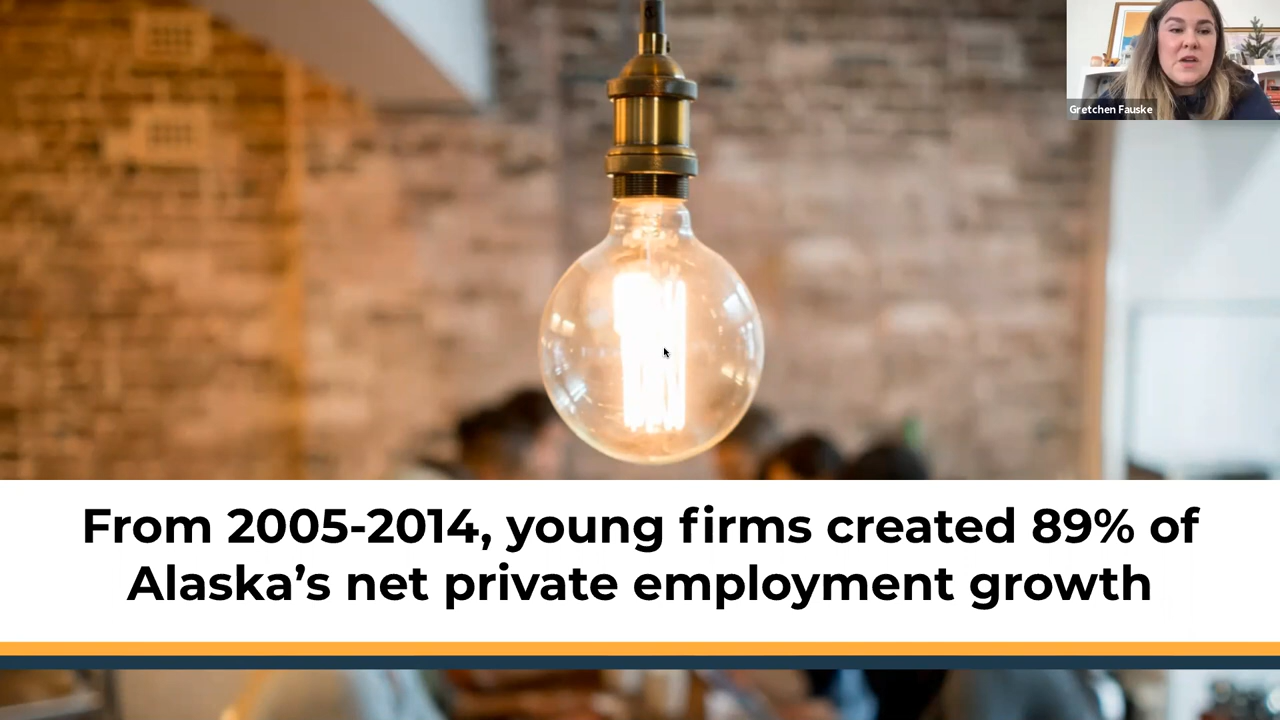 Gretchen Fauske
From 2005-2014, young firms created 89% of
Alaska’s net private employment growth